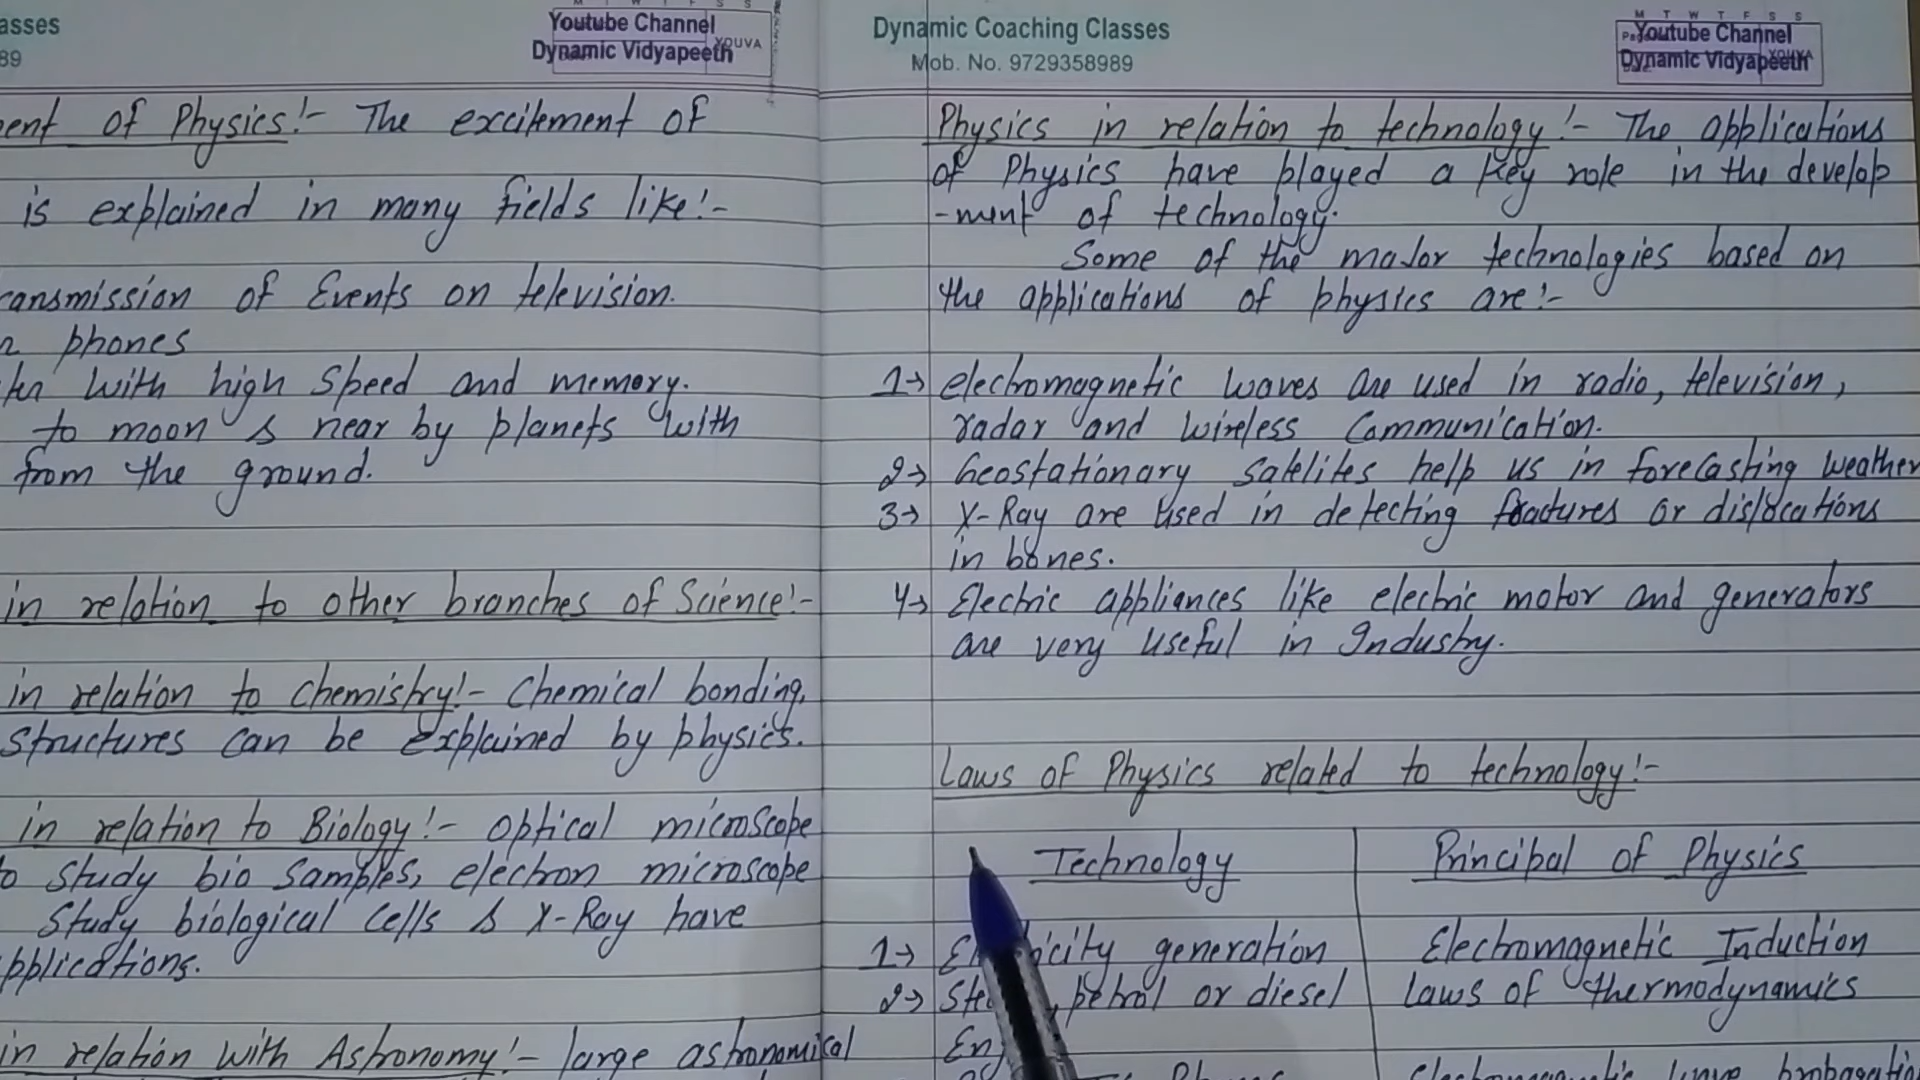 asses
89
Youtube Channel
Dynamic Vidyapeeth
YOUVA
ent of Physics!- The excitement of
is explained in many fields like!-
ransmission of Events on television.
phones
with high Speed and memory.
to moon & near by planets with
from the ground.
in relation to other branches of Science!-
in relation to chemistry!- Chemical bonding,
Structures can be explained by physics.
in relation to Biology!- Optical microscope
to Study bio Samples, electron microscope
Study biological Cells & X-Ray have
pplications.
in relation with Astronomy!- large astronomical
Dynamic Coaching Classes
Mob. No. 9729358989
M T W T F S S
Youtube Channel
Dynamic Vidyapeeth
YOUVA
Physics in relation to technology!- The applications
of Physics have played a key role in the develop
-ment of technology.
Some of the major technologies based on
the applications of physics are!-
1→ electromagnetic waves are used in radio, television,
radar and wireless Communication.
2→ Geostationary satelites help us in forecasting weather
3→ X-Ray are used in detecting fractures or dislocations
in bones.
4→ Electric appliances like electric motor and generators
are very useful in Industry.
Laws of Physics related to technology!-
Technology Principal of Physics
1→ generation Electromagnetic Induction
2→ petrol or diesel Laws of thermodynamics